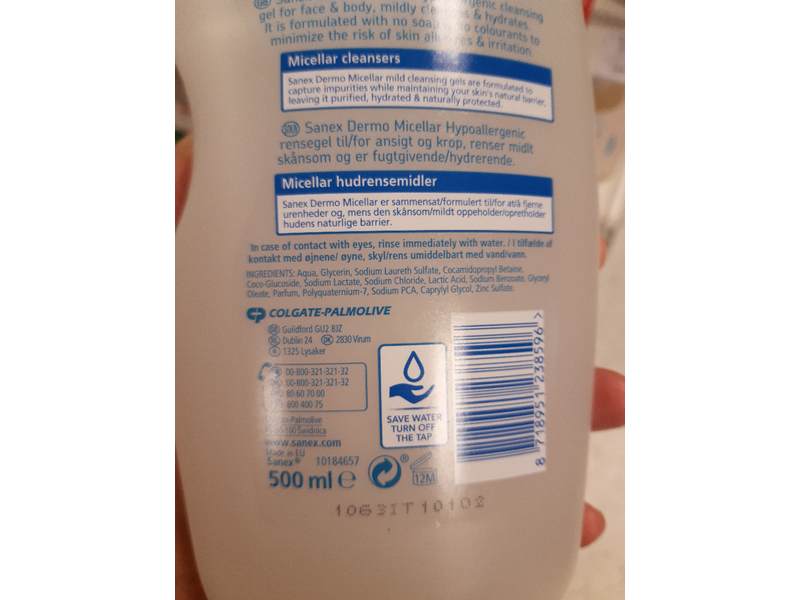 gel for face & body, mildly & hydrates.
It is formulated with no soap no colourants to
minimize the risk of skin & irritation.
Micellar cleansers
Sanex Dermo Micellar mild cleansing gels are formulated to
capture impurities while maintaining your skin's natural barrier,
leaving it purified, hydrated & naturally protected.
Sanex Dermo Micellar Hypoallergenic
rensegel til/for ansigt og krop, renser midlt
skånsom og er fugtgivende/hydrerende.
Micellar hudrensemidler
Sanex Dermo Micellar er sammensat/formulert til/for at/å fjerne
urenheder og, mens den skånsom/mildt oppeholder/opretholder
hudens naturlige barrier.
In case of contact with eyes, rinse immediately with water. / I tilfælde af
kontakt med øjnene/ øyne, skyl/rens umiddelbart med vand/vann.
INGREDIENTS: Aqua, Glycerin, Sodium Laureth Sulfate, Cocamidopropyl Betaine,
Coco-Glucoside, Sodium Lactate, Sodium Chloride, Lactic Acid, Sodium Benzoate, Glyceryl
Oleate, Parfum, Polyquaternium-7, Sodium PCA, Caprylyl Glycol, Zinc Sulfate.
COLGATE-PALMOLIVE
GB Guildford GU2 8JZ
Dublin 24 DK 2830 Virum
1325 Lysaker
00-800-321-321-32
00-800-321-321-32
80 60 70 00
800 400 75
www.sanex.com
Made in EU
Sanex® 10184657
500 ml ℮
® 12M
SAVE WATER
TURN OFF
THE TAP
8 718951 238596 >
1063IT10102